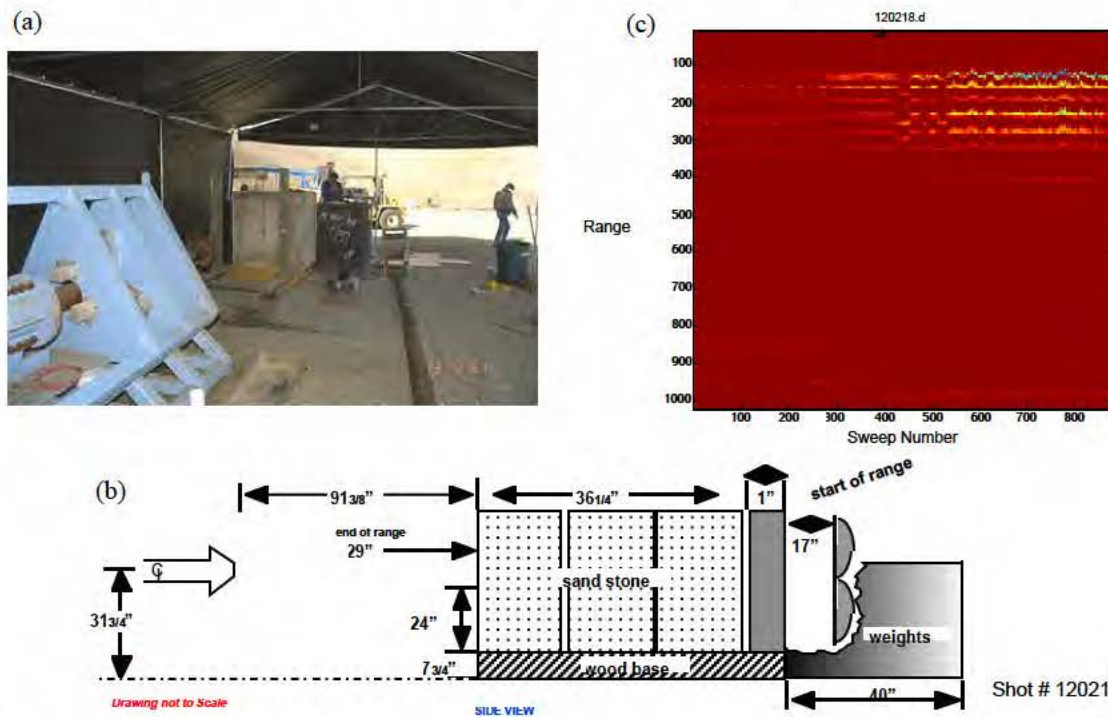 (a)
(c)
120218.d
100
200
300
400
500
600
700
800
900
1000
Range
100 200 300 400 500 600 700 800
Sweep Number
(b)
91 3/8"
36 1/4"
1"
start of range
end of range
29"
17"
℄
sand stone
31 3/4"
24"
weights
7 3/4"
wood base
40"
Shot # 12021
Drawing not to Scale
SIDE VIEW